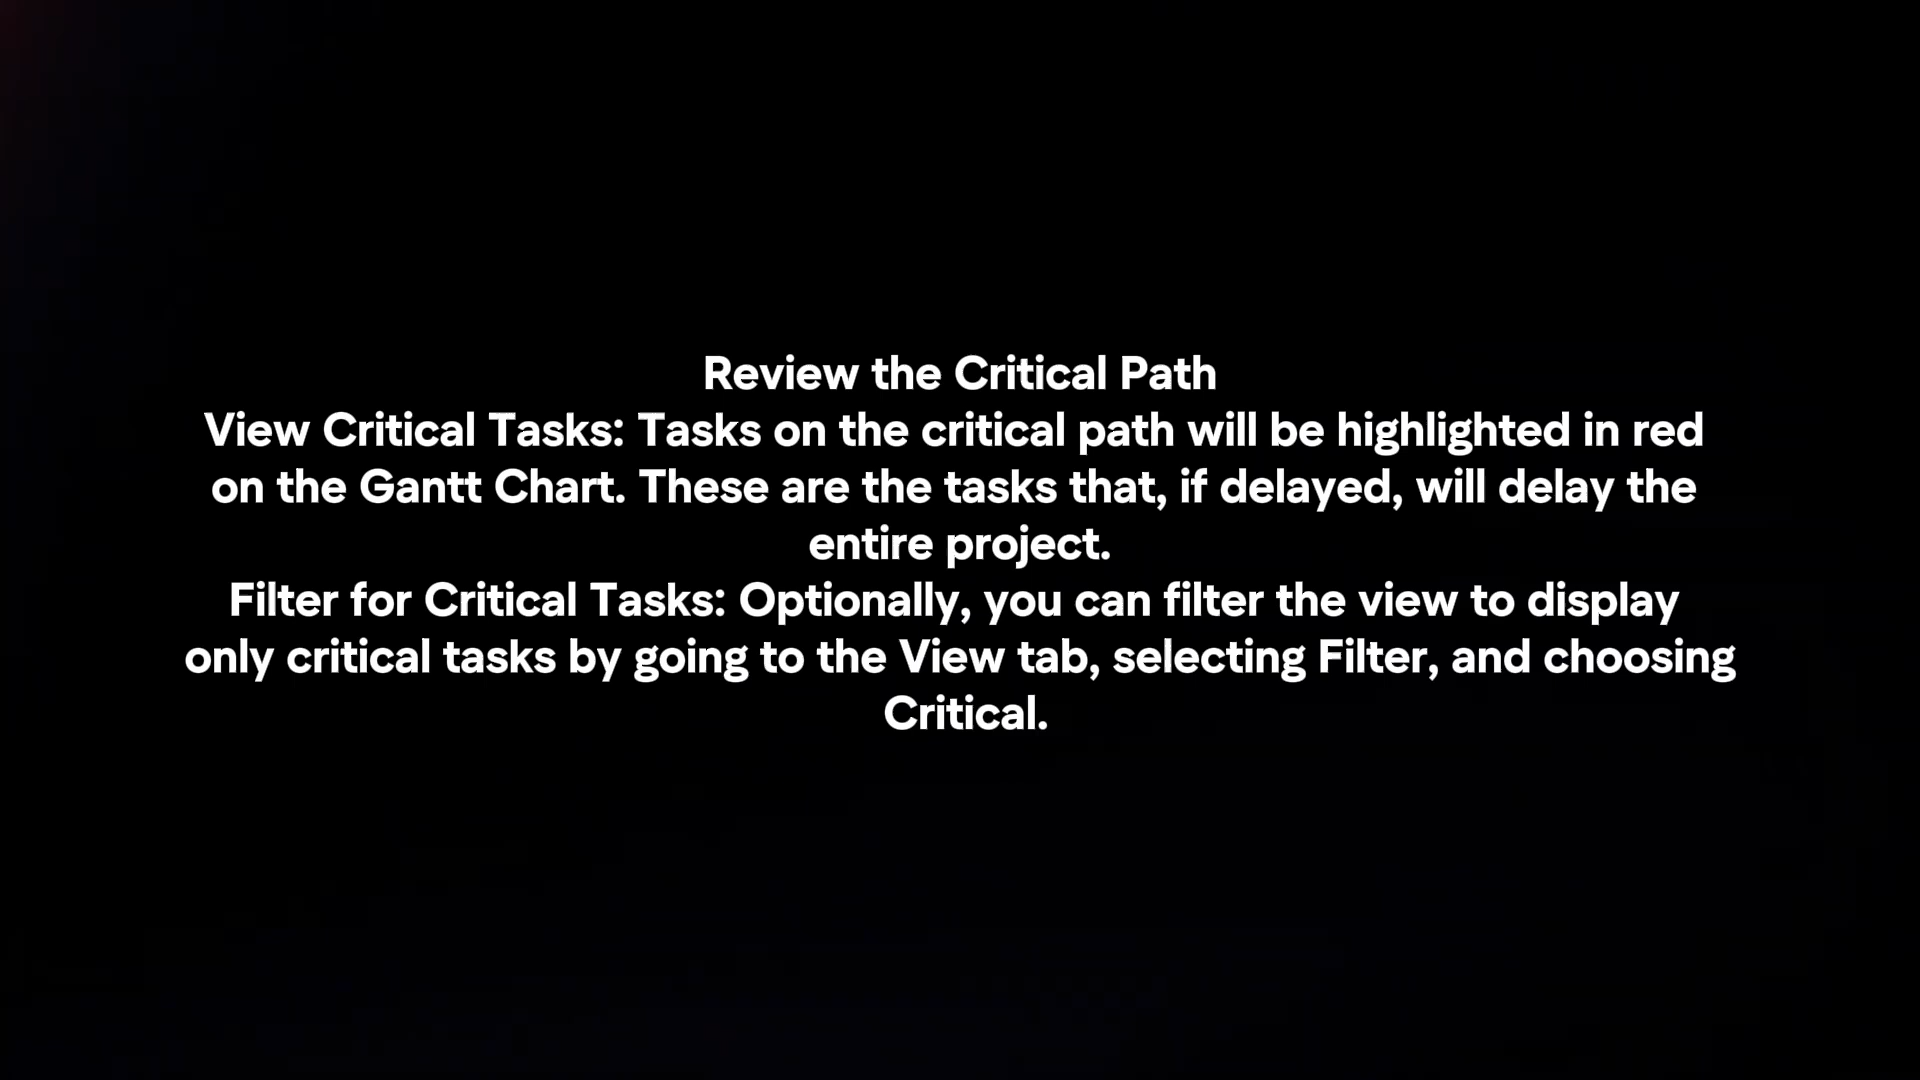 Review the Critical Path
View Critical Tasks: Tasks on the critical path will be highlighted in red
on the Gantt Chart. These are the tasks that, if delayed, will delay the
entire project.
Filter for Critical Tasks: Optionally, you can filter the view to display
only critical tasks by going to the View tab, selecting Filter, and choosing
Critical.